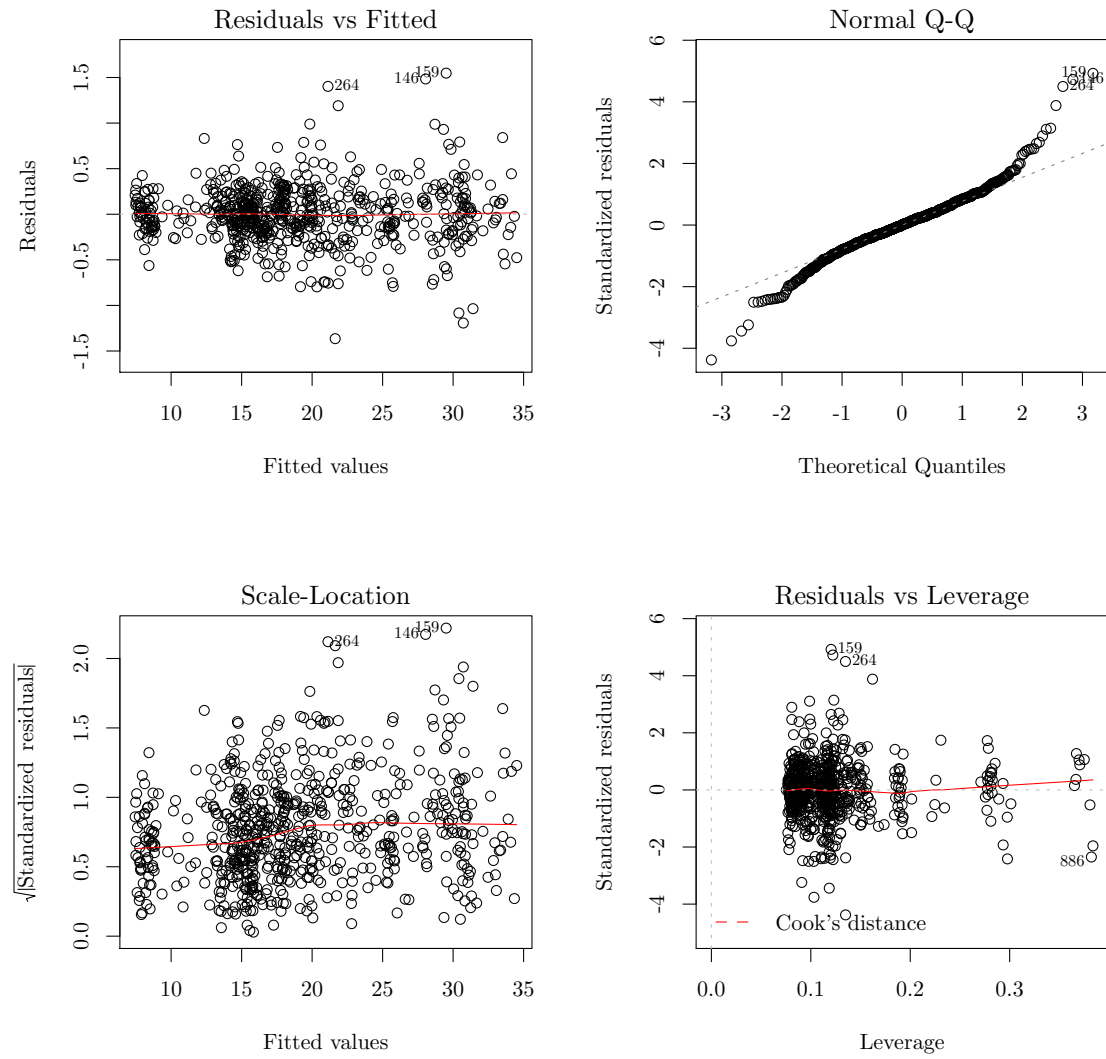 Residuals vs Fitted
1.5
0.5
-0.5
-1.5
Residuals
159
146
264
10 15 20 25 30 35
Fitted values
Normal Q-Q
6
4
2
0
-2
-4
Standardized residuals
159
146
264
-3 -2 -1 0 1 2 3
Theoretical Quantiles
Scale-Location
2.0
1.5
1.0
0.5
0.0
√|Standardized residuals|
159
146
264
10 15 20 25 30 35
Fitted values
Residuals vs Leverage
6
4
2
0
-2
-4
Standardized residuals
159
264
886
Cook's distance
0.0 0.1 0.2 0.3
Leverage